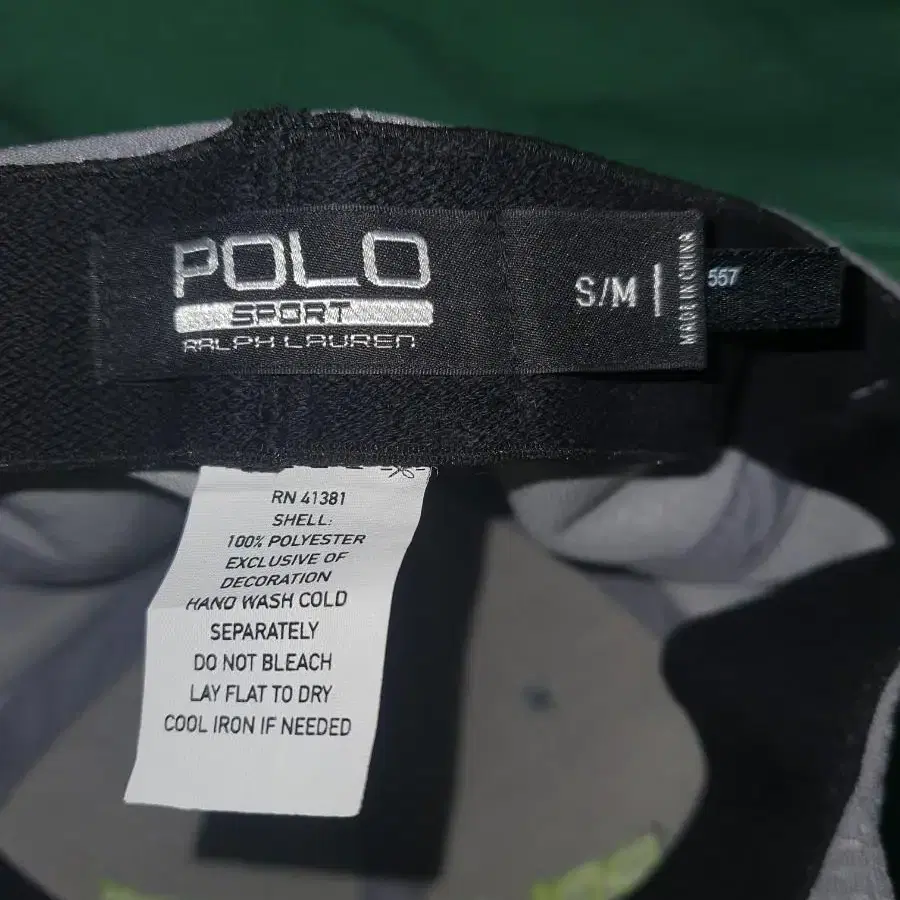 POLO
SPORT
RALPH LAUREN
S/M
MADE IN CHINA
557
RN 41381
SHELL:
100% POLYESTER
EXCLUSIVE OF
DECORATION
HAND WASH COLD
SEPARATELY
DO NOT BLEACH
LAY FLAT TO DRY
COOL IRON IF NEEDED